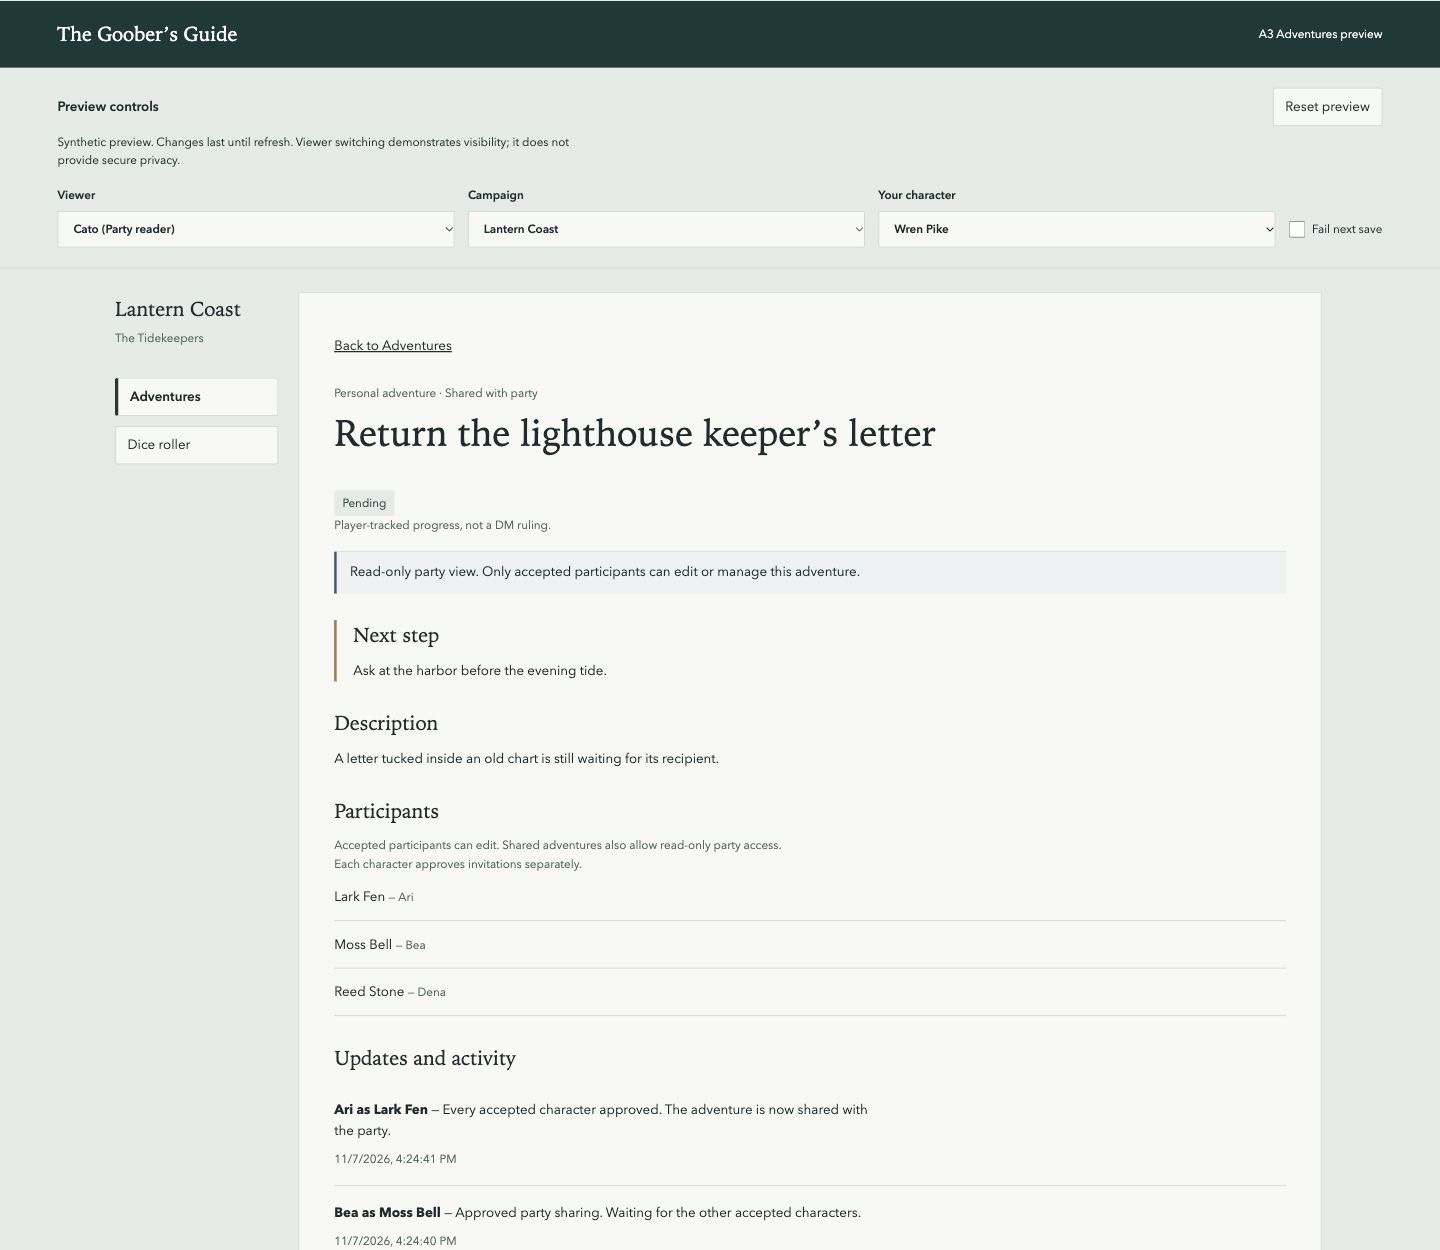 The Goober’s Guide
A3 Adventures preview
Preview controls
Reset preview
Synthetic preview. Changes last until refresh. Viewer switching demonstrates visibility; it does not
provide secure privacy.
Viewer
Campaign
Your character
Cato (Party reader)
Lantern Coast
Wren Pike
Fail next save
Lantern Coast
The Tidekeepers
Adventures
Dice roller
Back to Adventures
Personal adventure · Shared with party
Return the lighthouse keeper’s letter
Pending
Player-tracked progress, not a DM ruling.
Read-only party view. Only accepted participants can edit or manage this adventure.
Next step
Ask at the harbor before the evening tide.
Description
A letter tucked inside an old chart is still waiting for its recipient.
Participants
Accepted participants can edit. Shared adventures also allow read-only party access.
Each character approves invitations separately.
Lark Fen – Ari
Moss Bell – Bea
Reed Stone – Dena
Updates and activity
Ari as Lark Fen – Every accepted character approved. The adventure is now shared with
the party.
11/7/2026, 4:24:41 PM
Bea as Moss Bell – Approved party sharing. Waiting for the other accepted characters.
11/7/2026, 4:24:40 PM